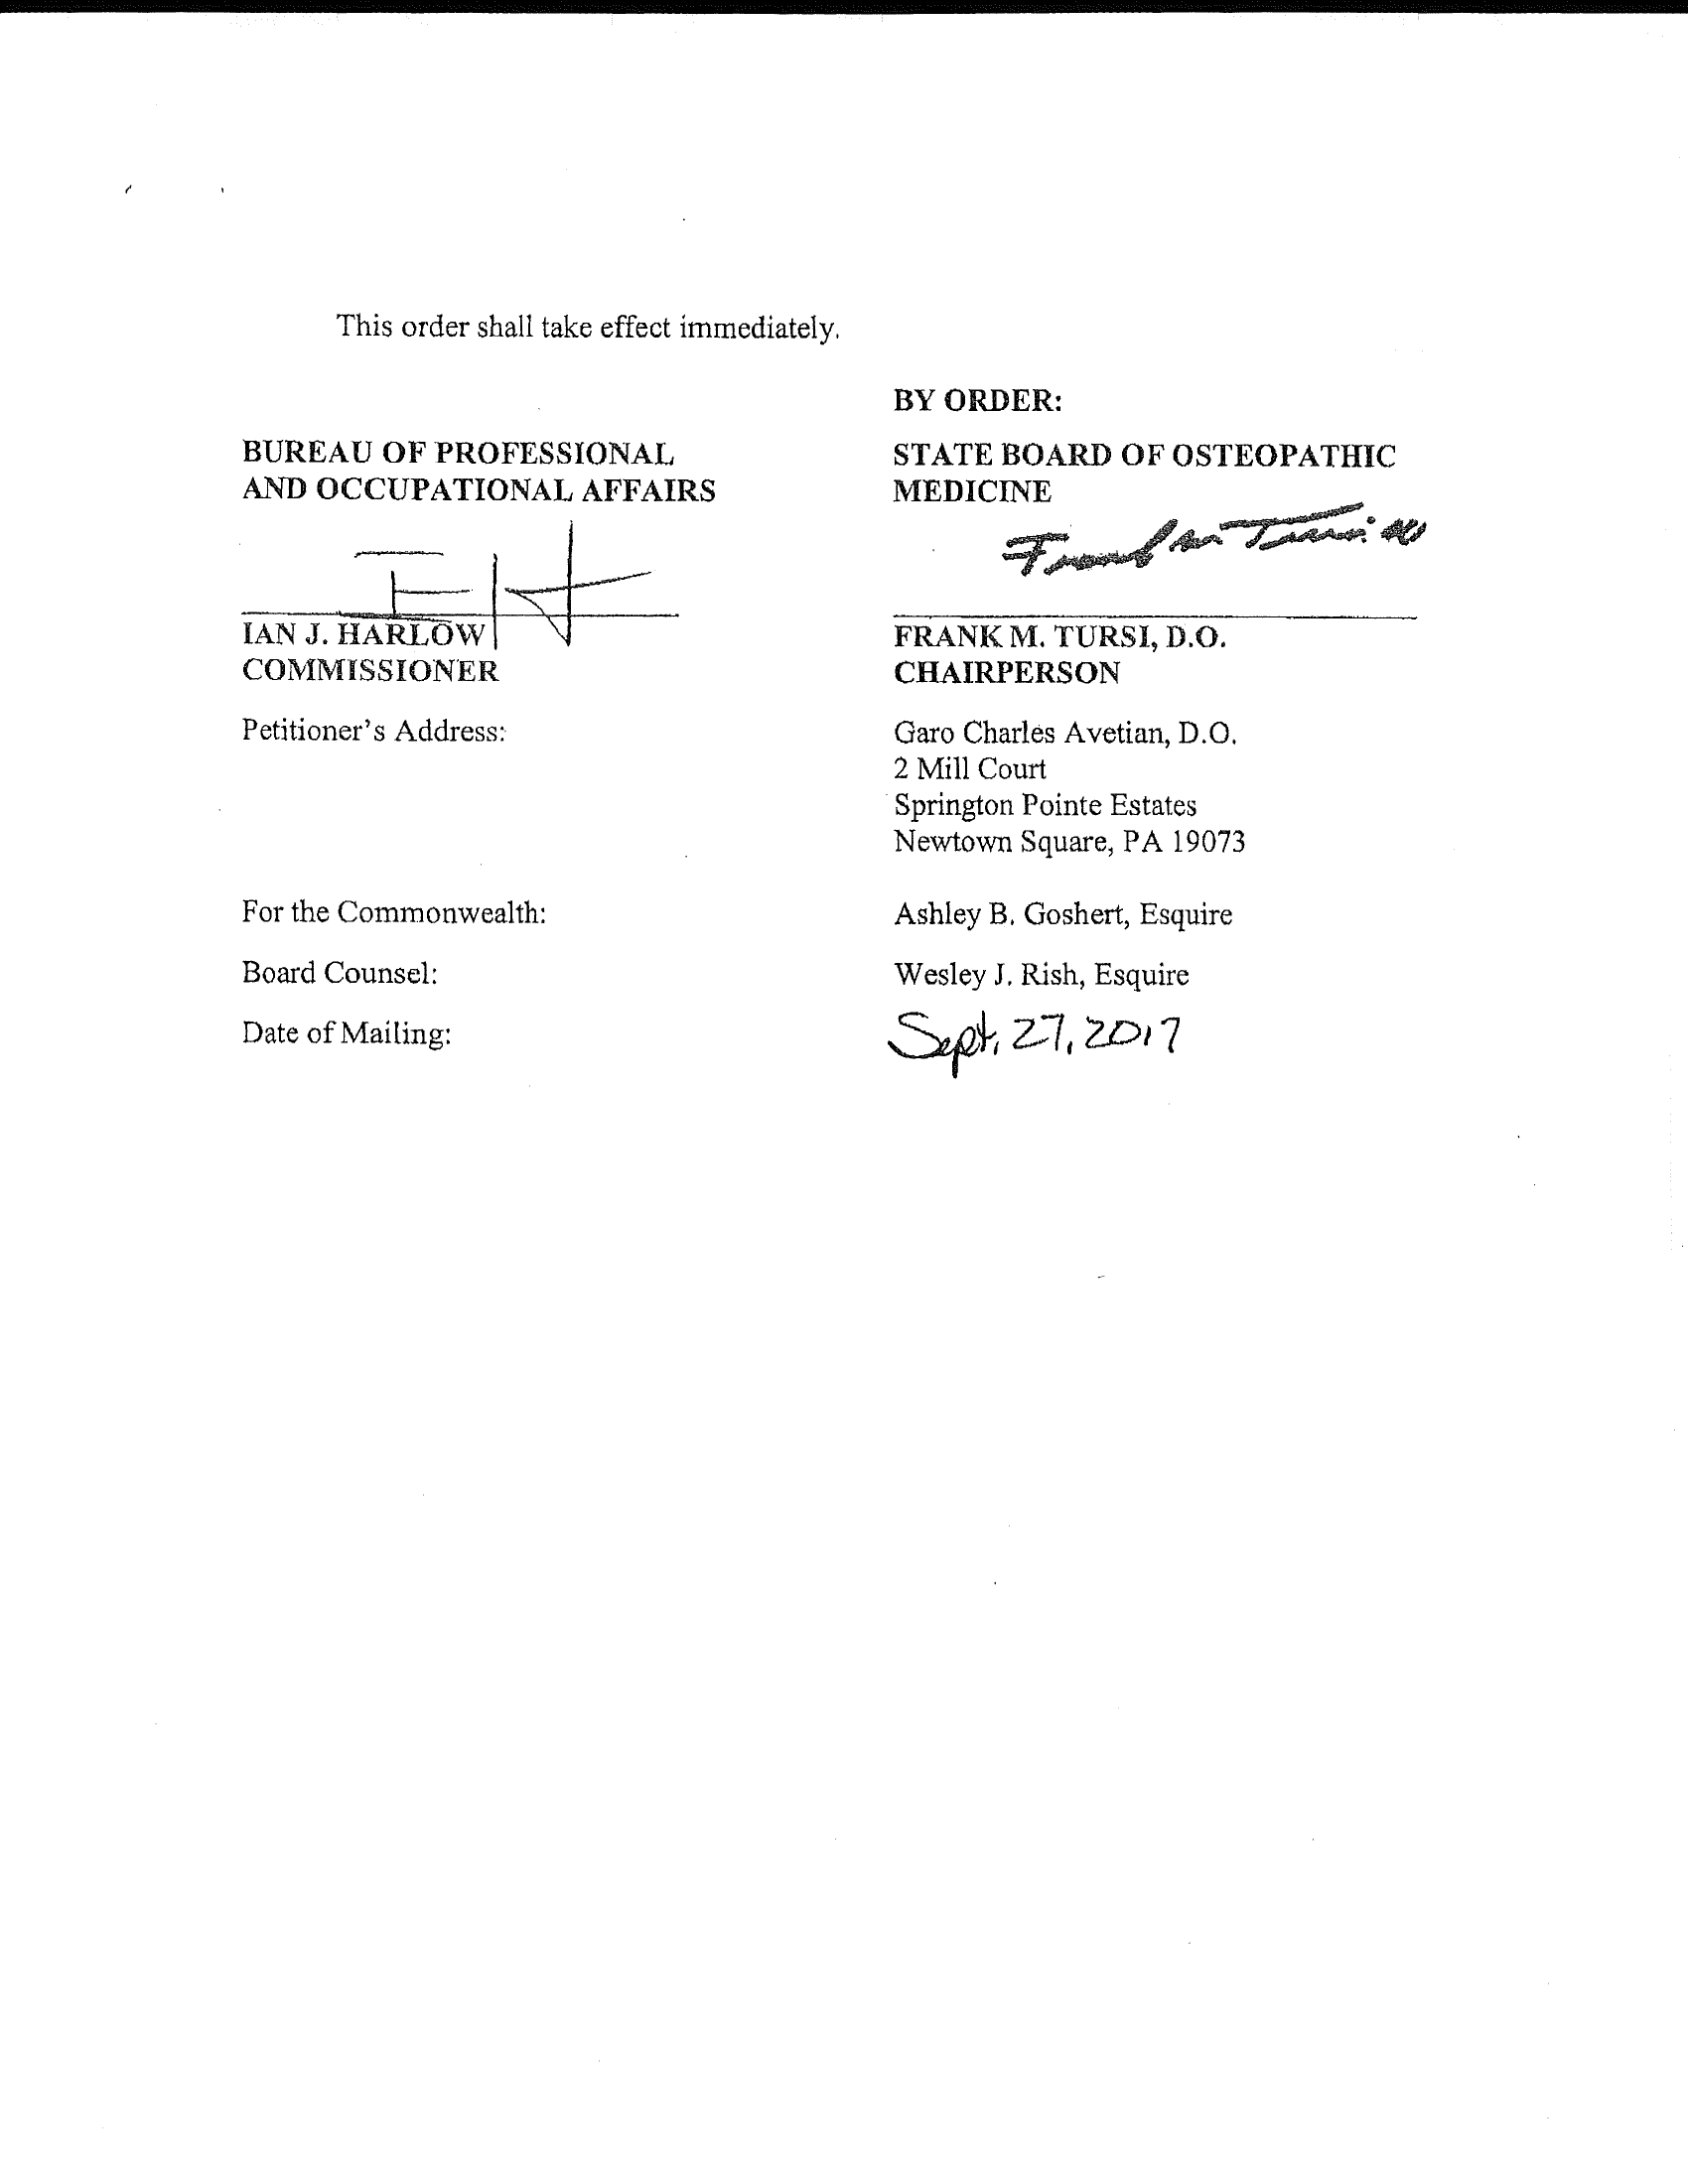 This order shall take effect immediately.
BY ORDER:
BUREAU OF PROFESSIONAL
AND OCCUPATIONAL AFFAIRS
STATE BOARD OF OSTEOPATHIC
MEDICINE
IAN J. HARLOW
COMMISSIONER
FRANK M. TURSI, D.O.
CHAIRPERSON
Petitioner's Address:
Garo Charles Avetian, D.O.
2 Mill Court
Springton Pointe Estates
Newtown Square, PA 19073
For the Commonwealth:
Ashley B. Goshert, Esquire
Board Counsel:
Wesley J. Rish, Esquire
Date of Mailing:
Sept. 27, 2017